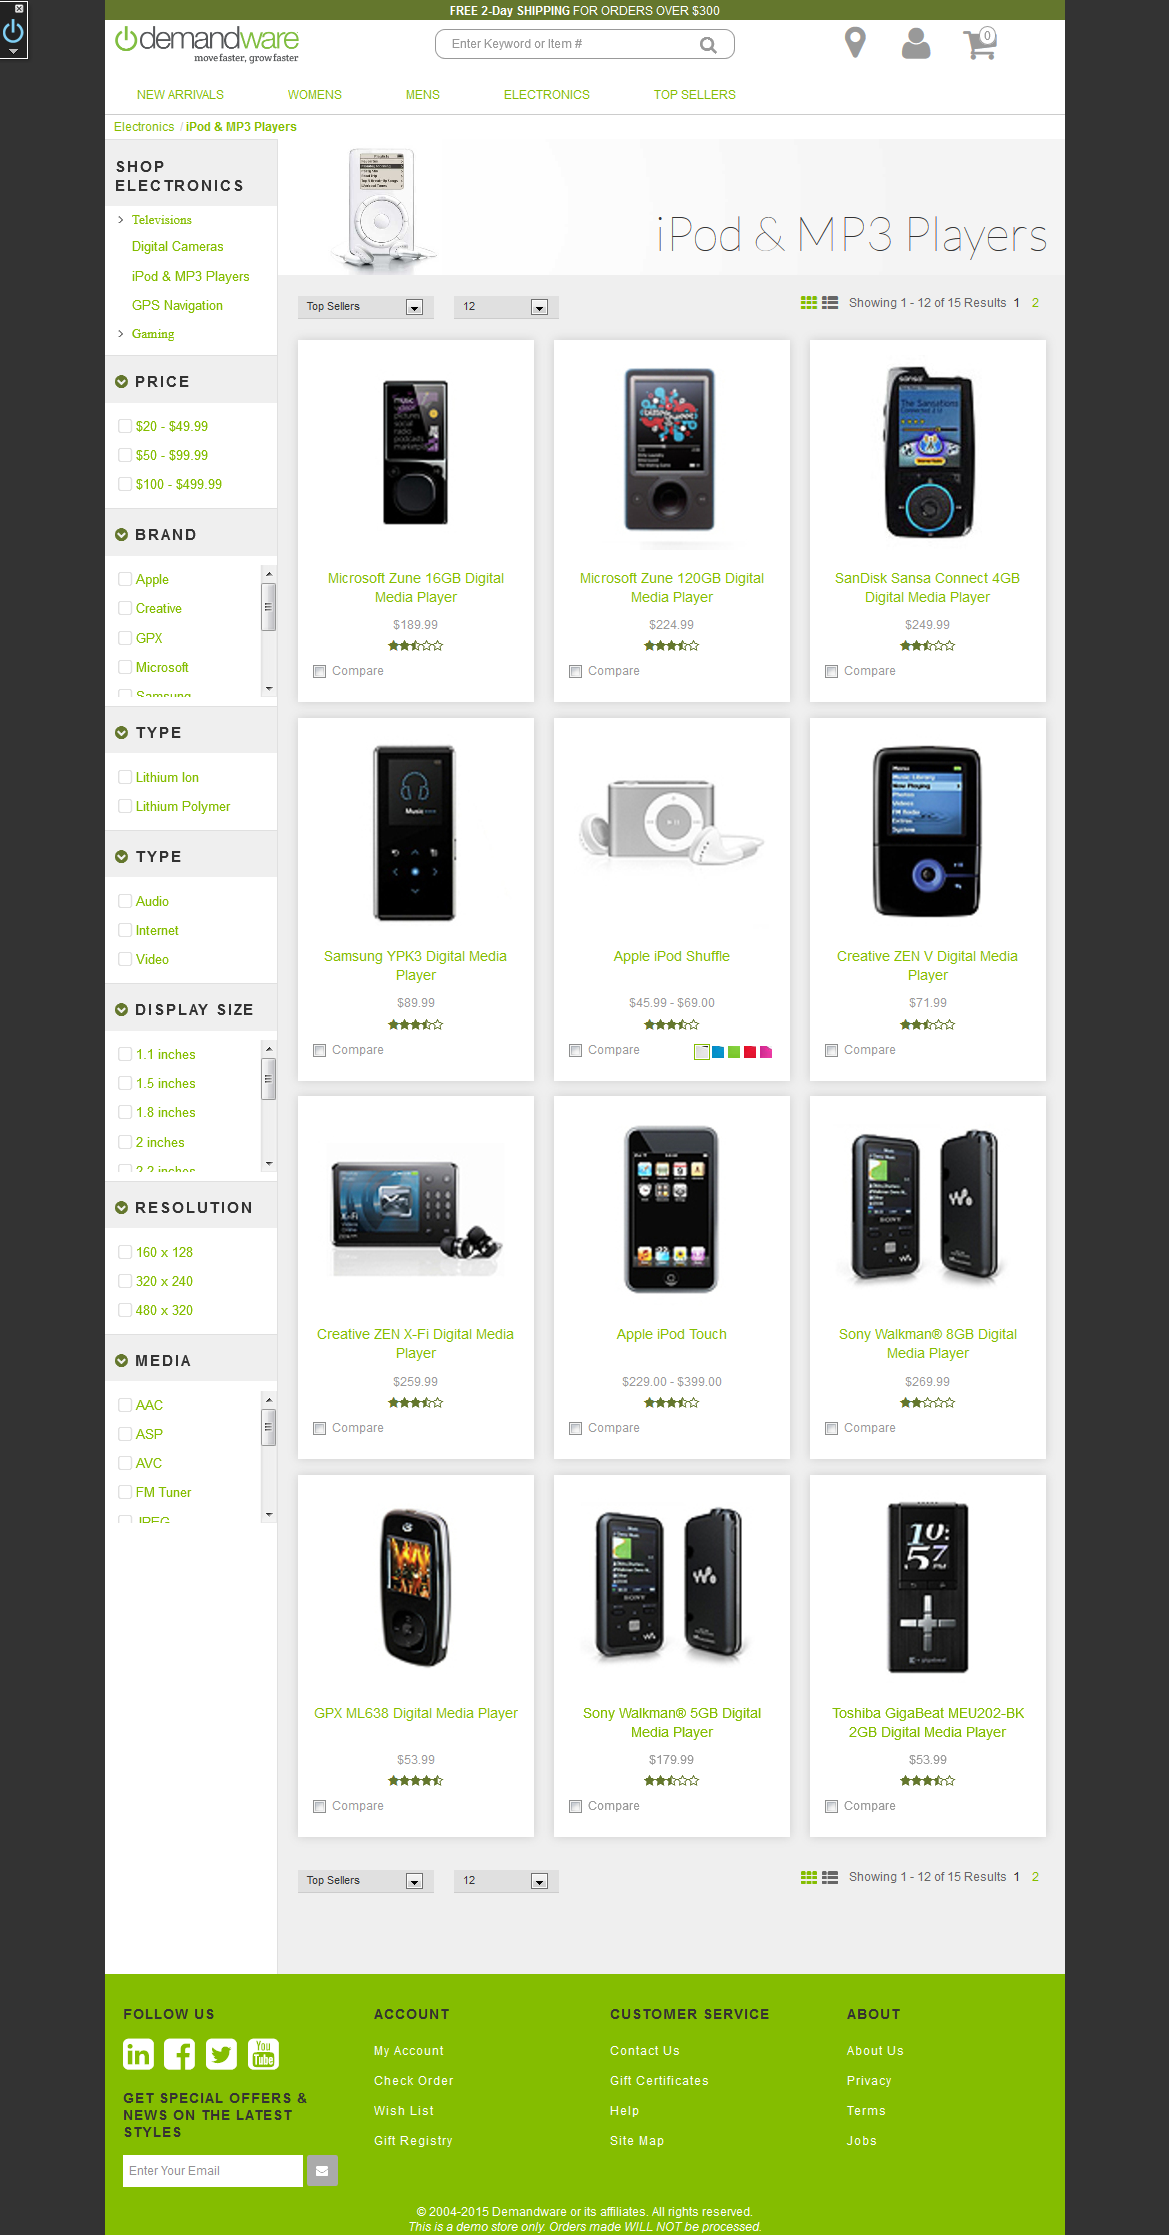 FREE 2-Day SHIPPING FOR ORDERS OVER $300
demandware
move faster, grow faster
Enter Keyword or Item #
0
NEW ARRIVALS
WOMENS
MENS
ELECTRONICS
TOP SELLERS
Electronics / iPod & MP3 Players
SHOP
ELECTRONICS
Televisions
Digital Cameras
iPod & MP3 Players
GPS Navigation
Gaming
PRICE
$20 - $49.99
$50 - $99.99
$100 - $499.99
BRAND
Apple
Creative
GPX
Microsoft
Samsung
TYPE
Lithium Ion
Lithium Polymer
TYPE
Audio
Internet
Video
DISPLAY SIZE
1.1 inches
1.5 inches
1.8 inches
2 inches
2.2 inches
RESOLUTION
160 x 128
320 x 240
480 x 320
MEDIA
AAC
ASP
AVC
FM Tuner
JPEG
iPod & MP3 Players
Top Sellers
12
Showing 1 - 12 of 15 Results 1 2
Microsoft Zune 16GB Digital
Media Player
$189.99
Compare
Microsoft Zune 120GB Digital
Media Player
$224.99
Compare
SanDisk Sansa Connect 4GB
Digital Media Player
$249.99
Compare
Samsung YPK3 Digital Media
Player
$89.99
Compare
Apple iPod Shuffle
$45.99 - $69.00
Compare
Creative ZEN V Digital Media
Player
$71.99
Compare
Creative ZEN X-Fi Digital Media
Player
$259.99
Compare
Apple iPod Touch
$229.00 - $399.00
Compare
SONY
Sony Walkman® 8GB Digital
Media Player
$269.99
Compare
GPX ML638 Digital Media Player
$53.99
Compare
SONY
Sony Walkman® 5GB Digital
Media Player
$179.99
Compare
10:
57 PM
Toshiba GigaBeat MEU202-BK
2GB Digital Media Player
$53.99
Compare
Top Sellers
12
Showing 1 - 12 of 15 Results 1 2
FOLLOW US
in
You
Tube
GET SPECIAL OFFERS &
NEWS ON THE LATEST
STYLES
Enter Your Email
ACCOUNT
My Account
Check Order
Wish List
Gift Registry
CUSTOMER SERVICE
Contact Us
Gift Certificates
Help
Site Map
ABOUT
About Us
Privacy
Terms
Jobs
© 2004-2015 Demandware or its affiliates. All rights reserved.
This is a demo store only. Orders made WILL NOT be processed.